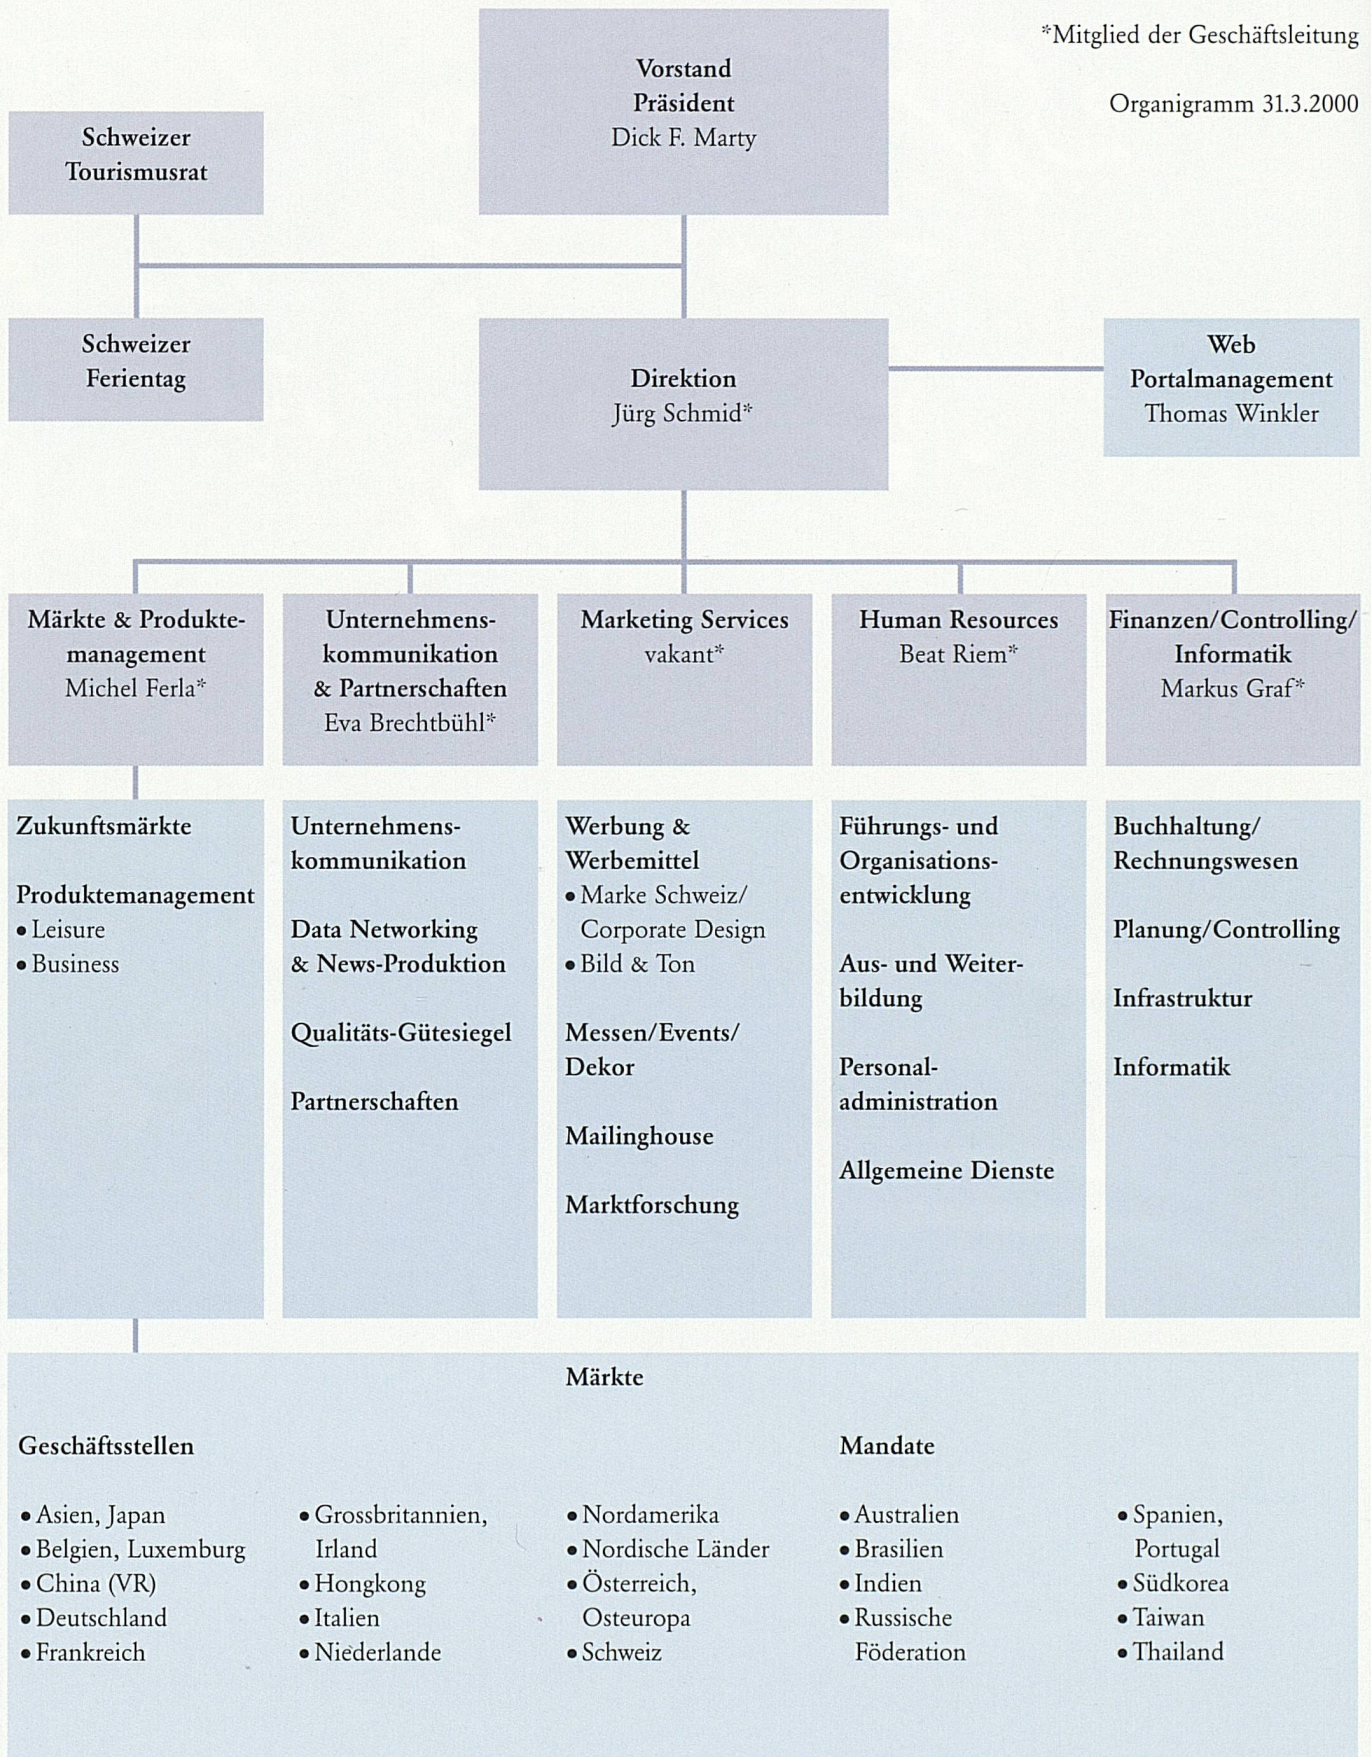 *Mitglied der Geschäftsleitung
Organigramm 31.3.2000
Vorstand
Präsident
Dick F. Marty
Schweizer
Tourismusrat
Schweizer
Ferientag
Direktion
Jürg Schmid*
Web
Portalmanagement
Thomas Winkler
Märkte & Produkte-
management
Michel Ferla*
Unternehmens-
kommunikation
& Partnerschaften
Eva Brechtbühl*
Marketing Services
vakant*
Human Resources
Beat Riem*
Finanzen/Controlling/
Informatik
Markus Graf*
Zukunftsmärkte
Produktemanagement
• Leisure
• Business
Unternehmens-
kommunikation
Data Networking
& News-Produktion
Qualitäts-Gütesiegel
Partnerschaften
Werbung &
Werbemittel
• Marke Schweiz/
Corporate Design
• Bild & Ton
Messen/Events/
Dekor
Mailinghouse
Marktforschung
Führungs- und
Organisations-
entwicklung
Aus- und Weiter-
bildung
Personal-
administration
Allgemeine Dienste
Buchhaltung/
Rechnungswesen
Planung/Controlling
Infrastruktur
Informatik
Märkte
Geschäftsstellen
• Asien, Japan
• Belgien, Luxemburg
• China (VR)
• Deutschland
• Frankreich
• Grossbritannien,
Irland
• Hongkong
• Italien
• Niederlande
• Nordamerika
• Nordische Länder
• Österreich,
Osteuropa
• Schweiz
Mandate
• Australien
• Brasilien
• Indien
• Russische
Föderation
• Spanien,
Portugal
• Südkorea
• Taiwan
• Thailand